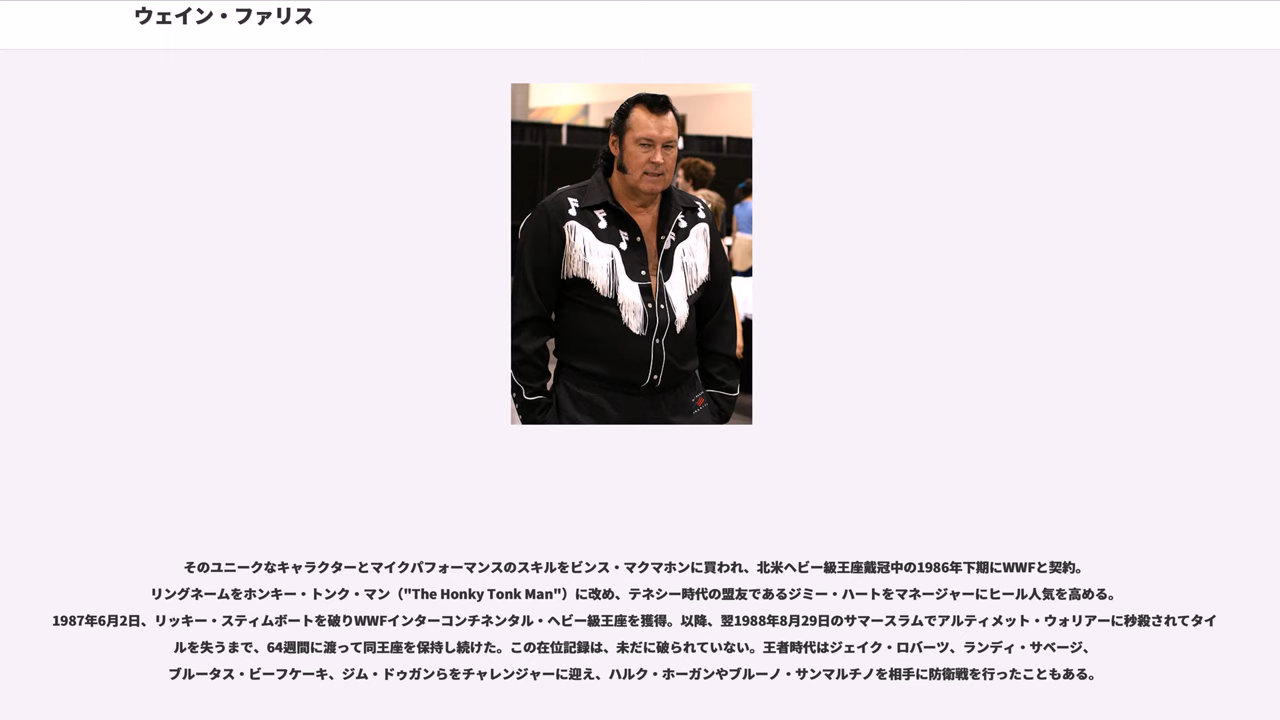 ウェイン・ファリス
そのユニークなキャラクターとマイクパフォーマンスのスキルをビンス・マクマホンに買われ、北米ヘビー級王座戴冠中の1986年下期にWWFと契約。
リングネームをホンキー・トンク・マン（"The Honky Tonk Man"）に改め、テネシー時代の盟友であるジミー・ハートをマネージャーにヒール人気を高める。
1987年6月2日、リッキー・スティムボートを破りWWFインターコンチネンタル・ヘビー級王座を獲得。以降、翌1988年8月29日のサマースラムでアルティメット・ウォリアーに秒殺されてタイ
トルを失うまで、64週間に渡って同王座を保持し続けた。この在位記録は、未だに破られていない。王者時代はジェイク・ロバーツ、ランディ・サベージ、
ブルータス・ビーフケーキ、ジム・ドゥガンらをチャレンジャーに迎え、ハルク・ホーガンやブルーノ・サンマルチノを相手に防衛戦を行ったこともある。